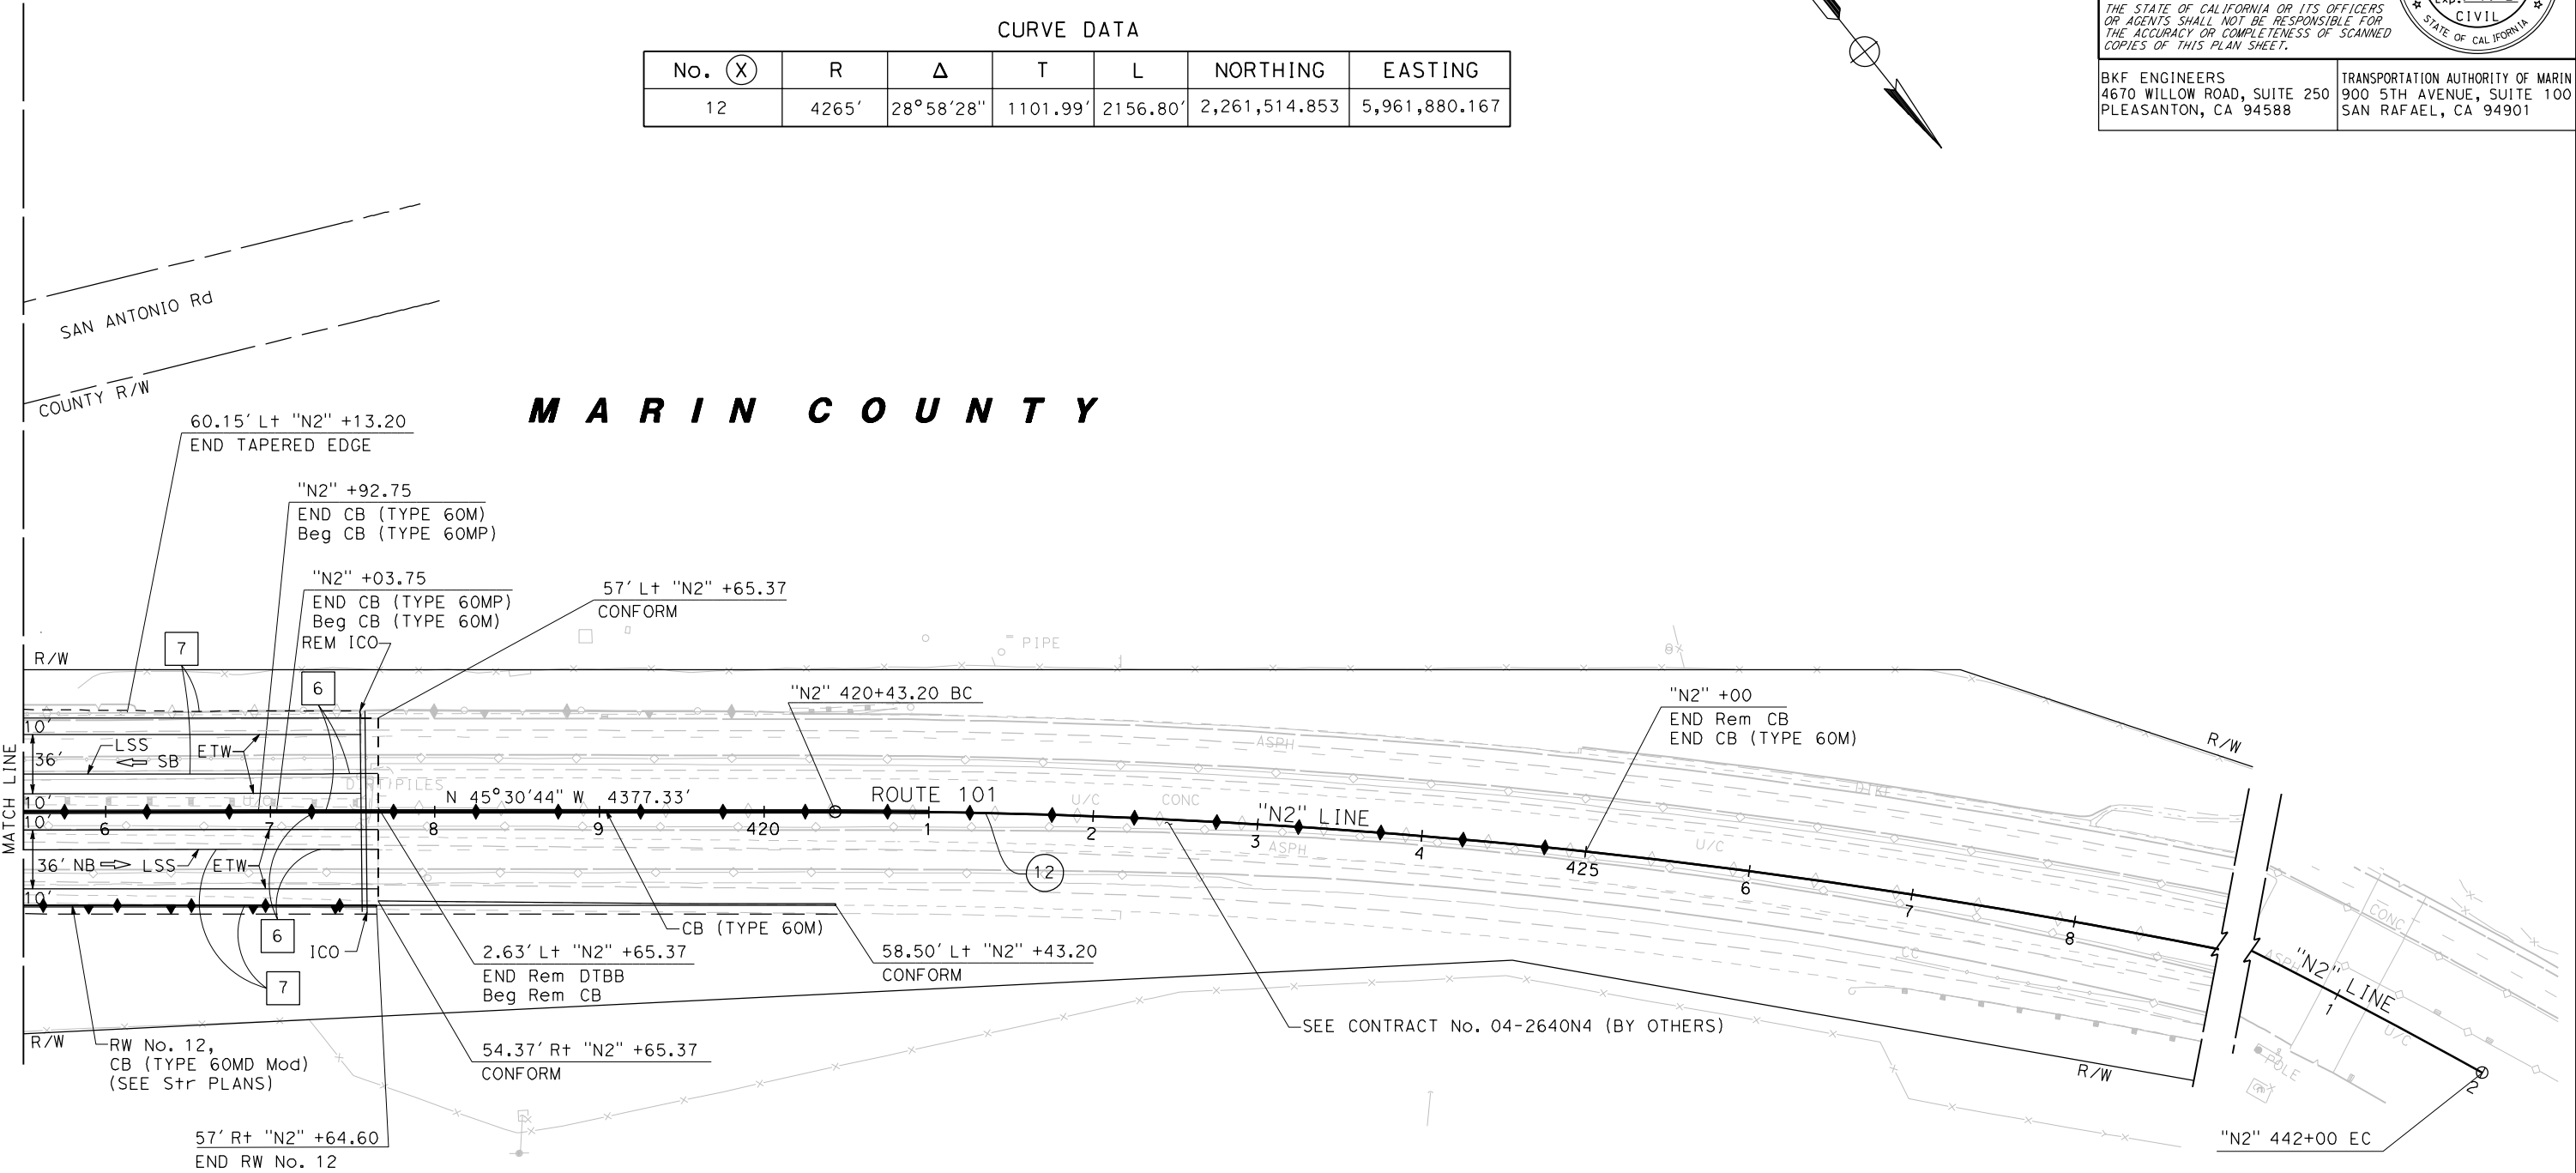 CURVE DATA
No. X R Δ T L NORTHING EASTING
12 4265' 28°58'28" 1101.99' 2156.80' 2,261,514.853 5,961,880.167
THE STATE OF CALIFORNIA OR ITS OFFICERS
OR AGENTS SHALL NOT BE RESPONSIBLE FOR
THE ACCURACY OR COMPLETENESS OF SCANNED
COPIES OF THIS PLAN SHEET.
CIVIL
STATE OF CALIFORNIA
BKF ENGINEERS
4670 WILLOW ROAD, SUITE 250
PLEASANTON, CA 94588
TRANSPORTATION AUTHORITY OF MARIN
900 5TH AVENUE, SUITE 100
SAN RAFAEL, CA 94901
SAN ANTONIO Rd
COUNTY R/W
MARIN COUNTY
60.15' Lt "N2" +13.20
END TAPERED EDGE
"N2" +92.75
END CB (TYPE 60M)
Beg CB (TYPE 60MP)
"N2" +03.75
END CB (TYPE 60MP)
Beg CB (TYPE 60M)
REM ICO
57' Lt "N2" +65.37
CONFORM
7
R/W
6
PIPE
"N2" 420+43.20 BC
"N2" +00
END Rem CB
END CB (TYPE 60M)
R/W
MATCH LINE
10'
36'
LSS
SB
ETW
10'
10'
36' NB
LSS
ETW
10'
ASPH
DIRT PILES
U/C
N 45°30'44" W 4377.33'
ROUTE 101
U/C
CONC
"N2" LINE
ASPH
DIKE
U/C
6
7
8
9
420
1
2
3
4
425
6
7
8
12
CC
CONC
ASPH
"N2" LINE
1
2
U/C
POLE
6
7
ICO
CB (TYPE 60M)
2.63' Lt "N2" +65.37
END Rem DTBB
Beg Rem CB
58.50' Lt "N2" +43.20
CONFORM
SEE CONTRACT No. 04-2640N4 (BY OTHERS)
R/W
RW No. 12,
CB (TYPE 60MD Mod)
(SEE Str PLANS)
54.37' Rt "N2" +65.37
CONFORM
R/W
57' Rt "N2" +64.60
END RW No. 12
"N2" 442+00 EC